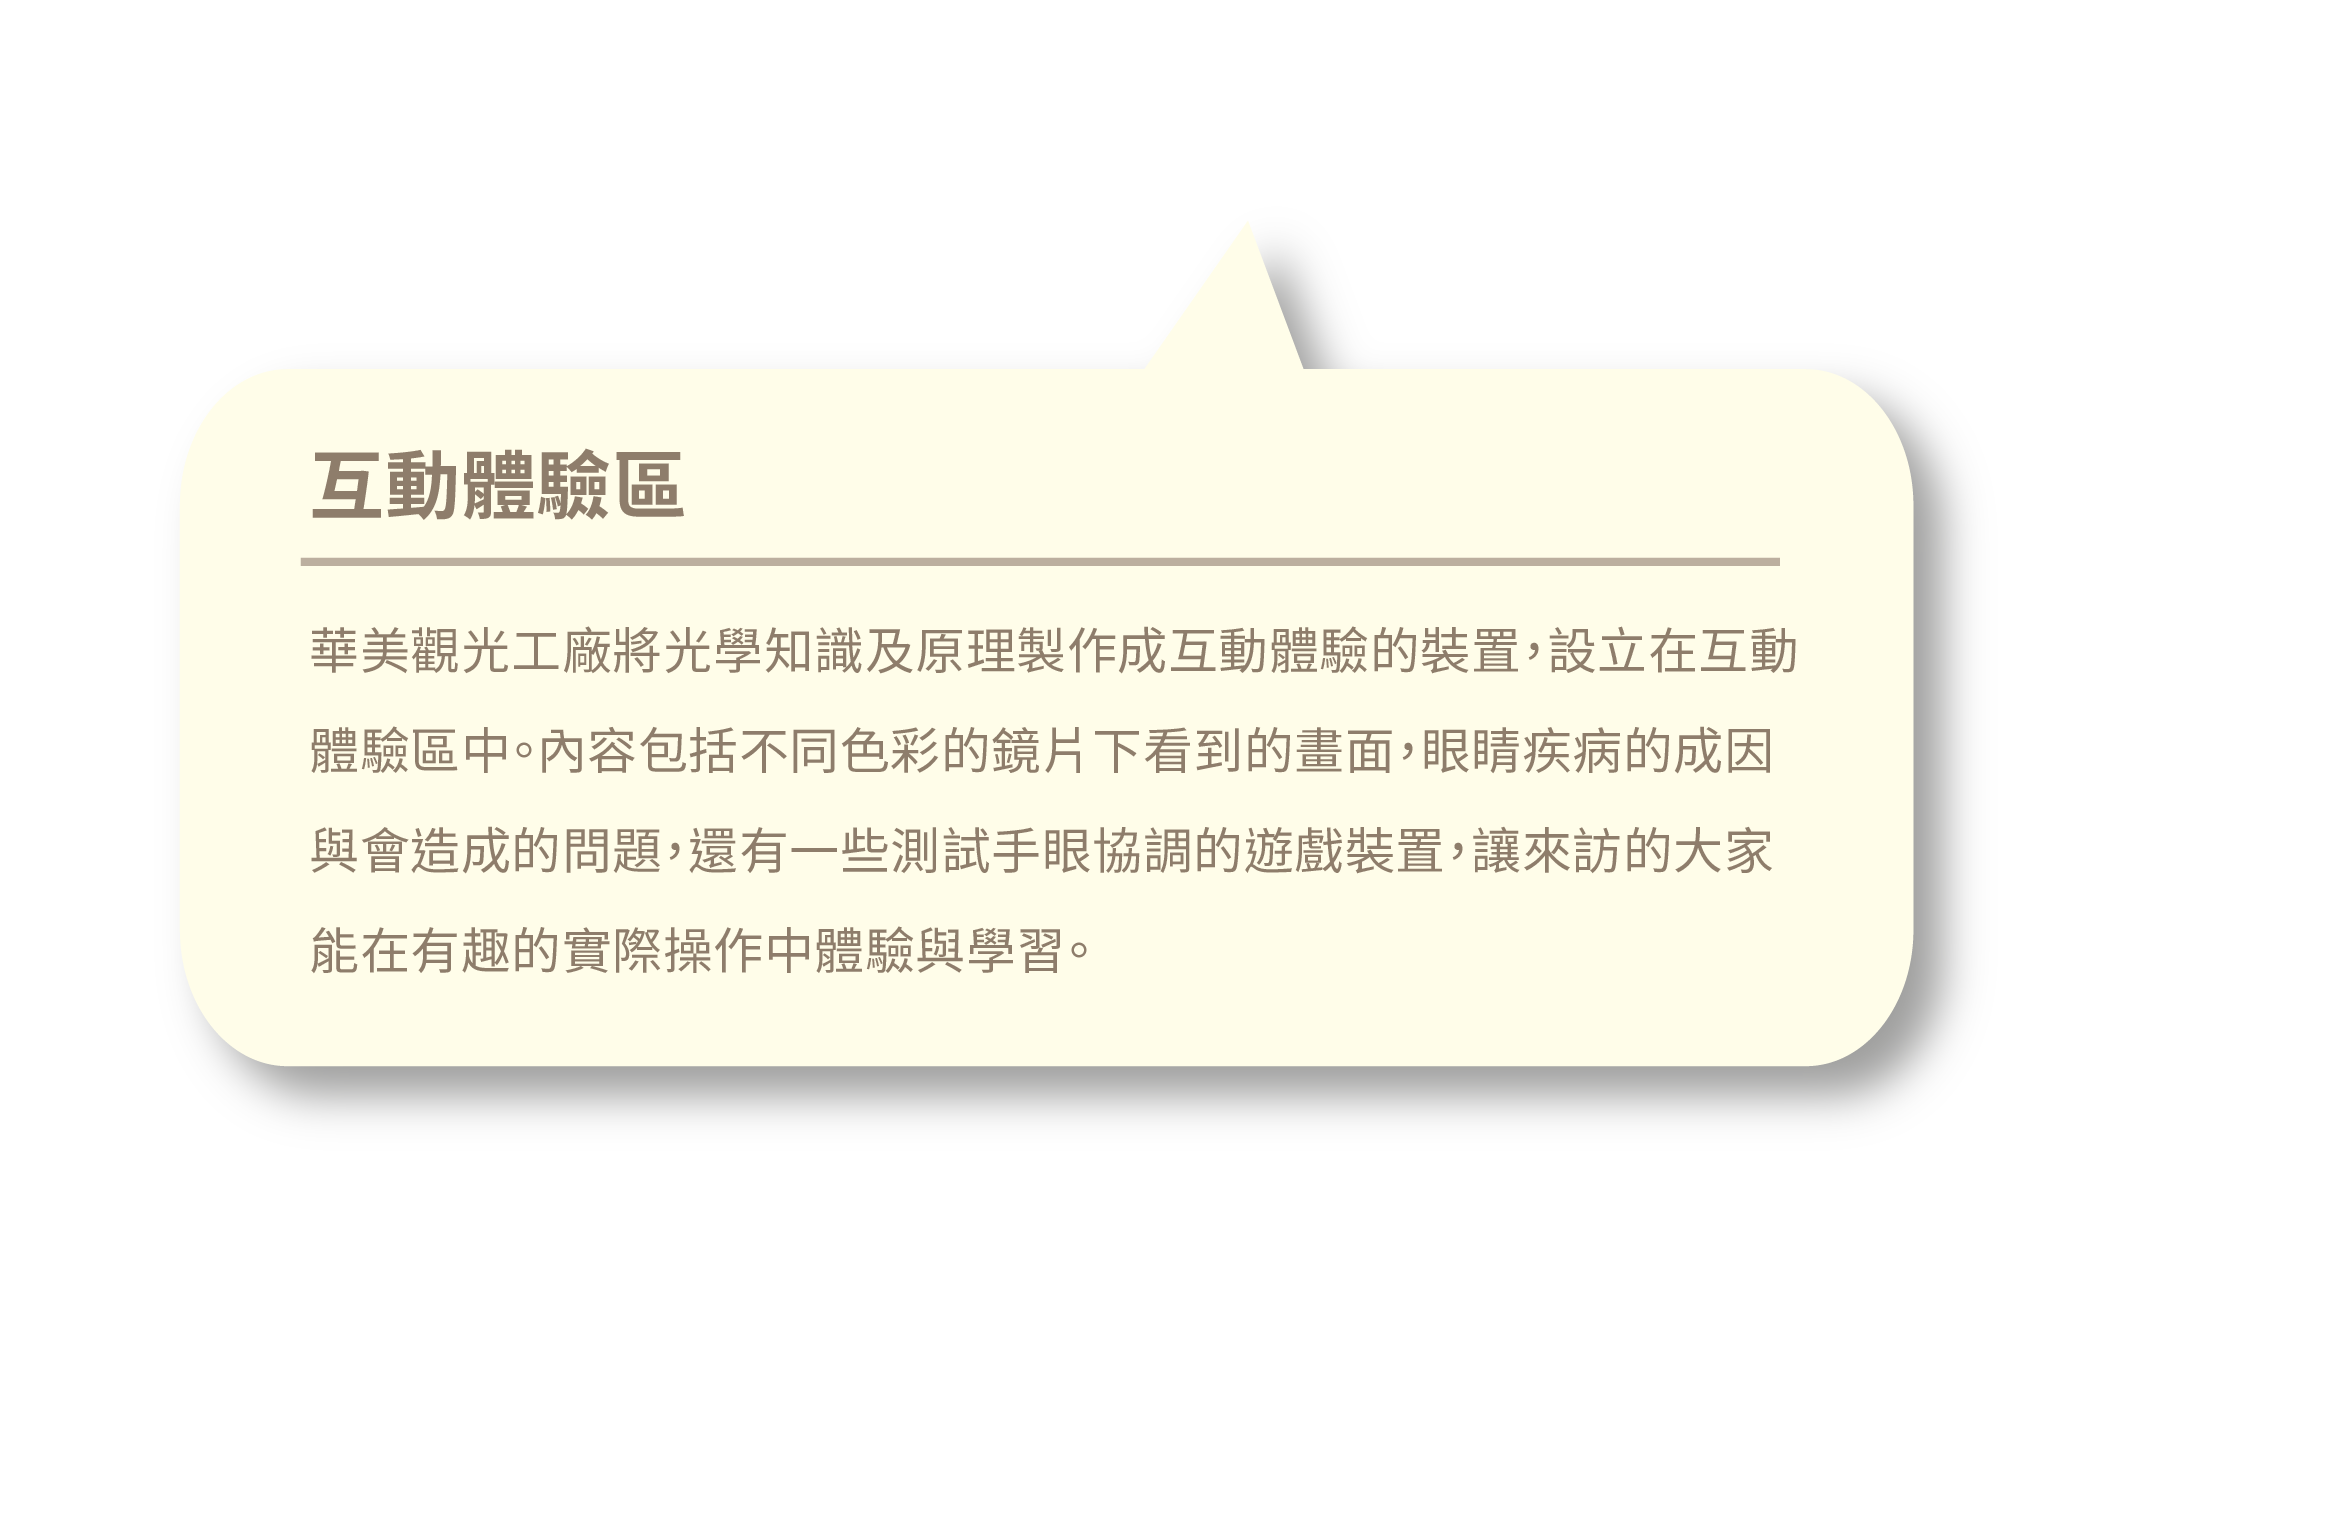 互動體驗區
華美觀光工廠將光學知識及原理製作成互動體驗的裝置，設立在互動
體驗區中。內容包括不同色彩的鏡片下看到的畫面，眼睛疾病的成因
與會造成的問題，還有一些測試手眼協調的遊戲裝置，讓來訪的大家
能在有趣的實際操作中體驗與學習。